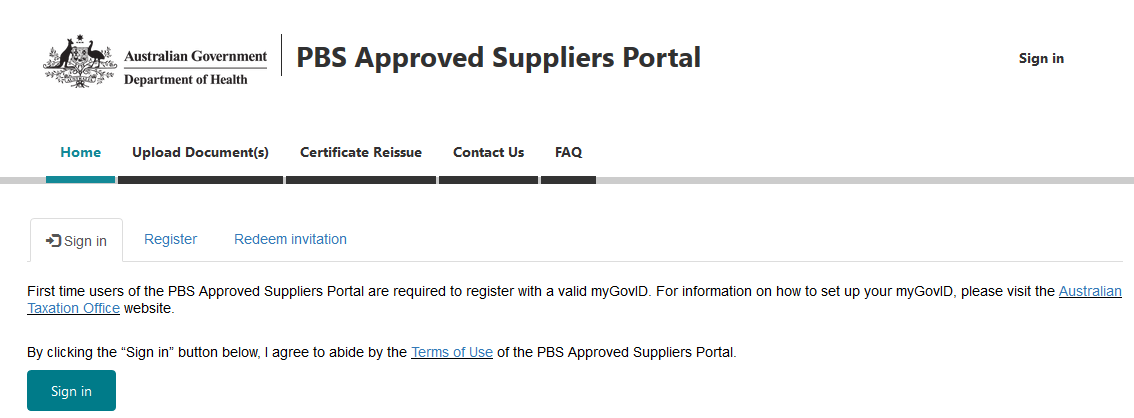 Australian Government
Department of Health
PBS Approved Suppliers Portal
Sign in
Home
Upload Document(s)
Certificate Reissue
Contact Us
FAQ
Sign in
Register
Redeem invitation
First time users of the PBS Approved Suppliers Portal are required to register with a valid myGovID. For information on how to set up your myGovID, please visit the Australian
Taxation Office website.
By clicking the “Sign in” button below, I agree to abide by the Terms of Use of the PBS Approved Suppliers Portal.
Sign in